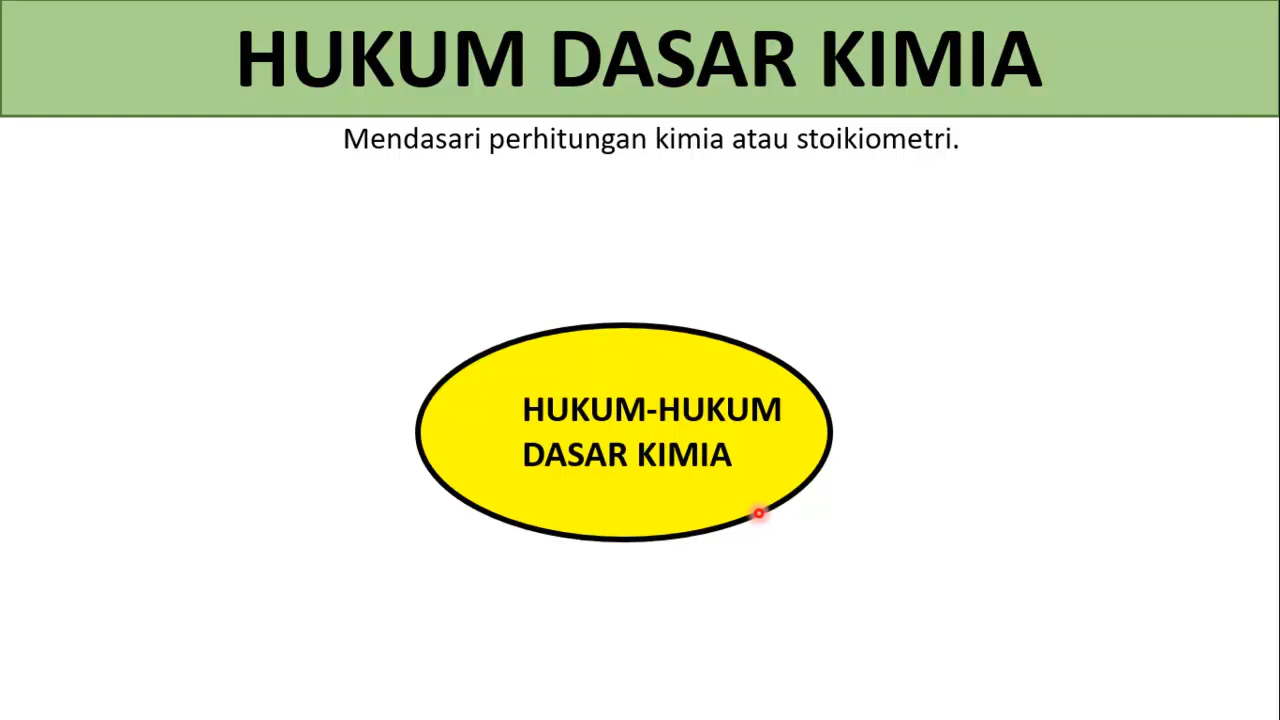 HUKUM DASAR KIMIA
Mendasari perhitungan kimia atau stoikiometri.
HUKUM-HUKUM
DASAR KIMIA